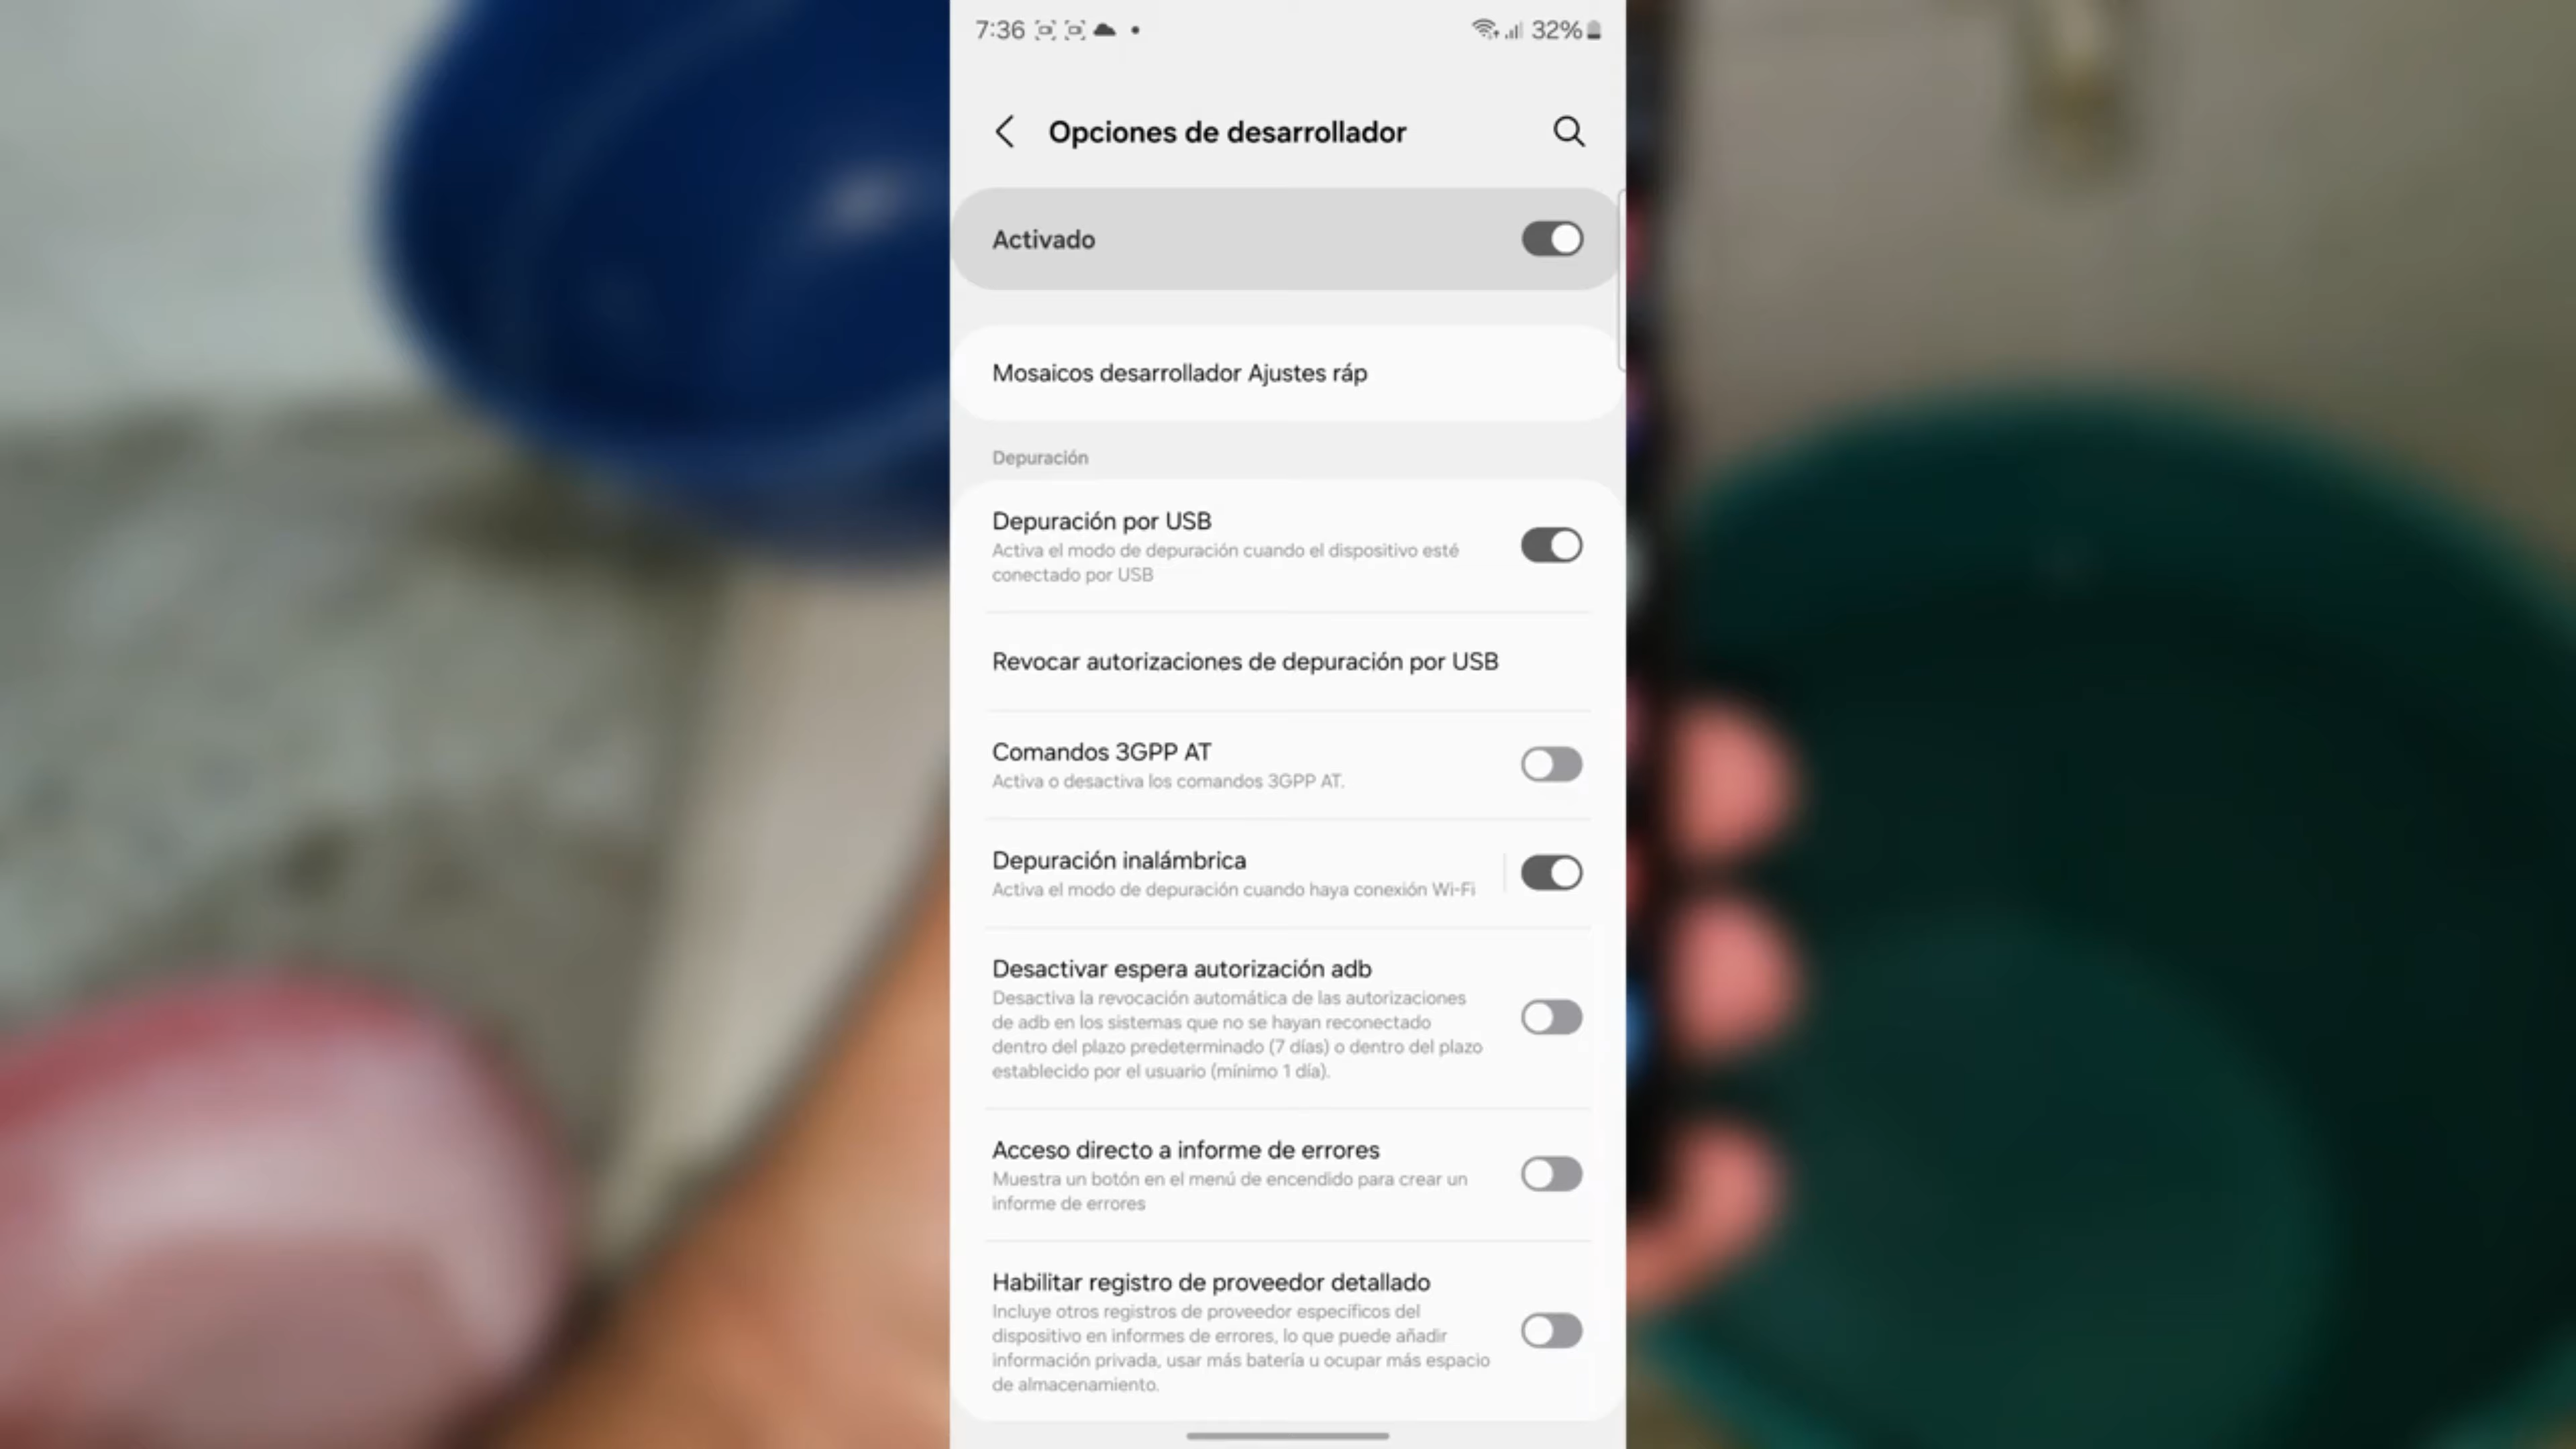 7:36
32%
Opciones de desarrollador
Activado
Mosaicos desarrollador Ajustes ráp
Depuración
Depuración por USB
Activa el modo de depuración cuando el dispositivo esté
conectado por USB
Revocar autorizaciones de depuración por USB
Comandos 3GPP AT
Activa o desactiva los comandos 3GPP AT.
Depuración inalámbrica
Activa el modo de depuración cuando haya conexión Wi-Fi
Desactivar espera autorización adb
Desactiva la revocación automática de las autorizaciones
de adb en los sistemas que no se hayan reconectado
dentro del plazo predeterminado (7 días) o dentro del plazo
establecido por el usuario (mínimo 1 día).
Acceso directo a informe de errores
Muestra un botón en el menú de encendido para crear un
informe de errores
Habilitar registro de proveedor detallado
Incluye otros registros de proveedor específicos del
dispositivo en informes de errores, lo que puede añadir
información privada, usar más batería u ocupar más espacio
de almacenamiento.